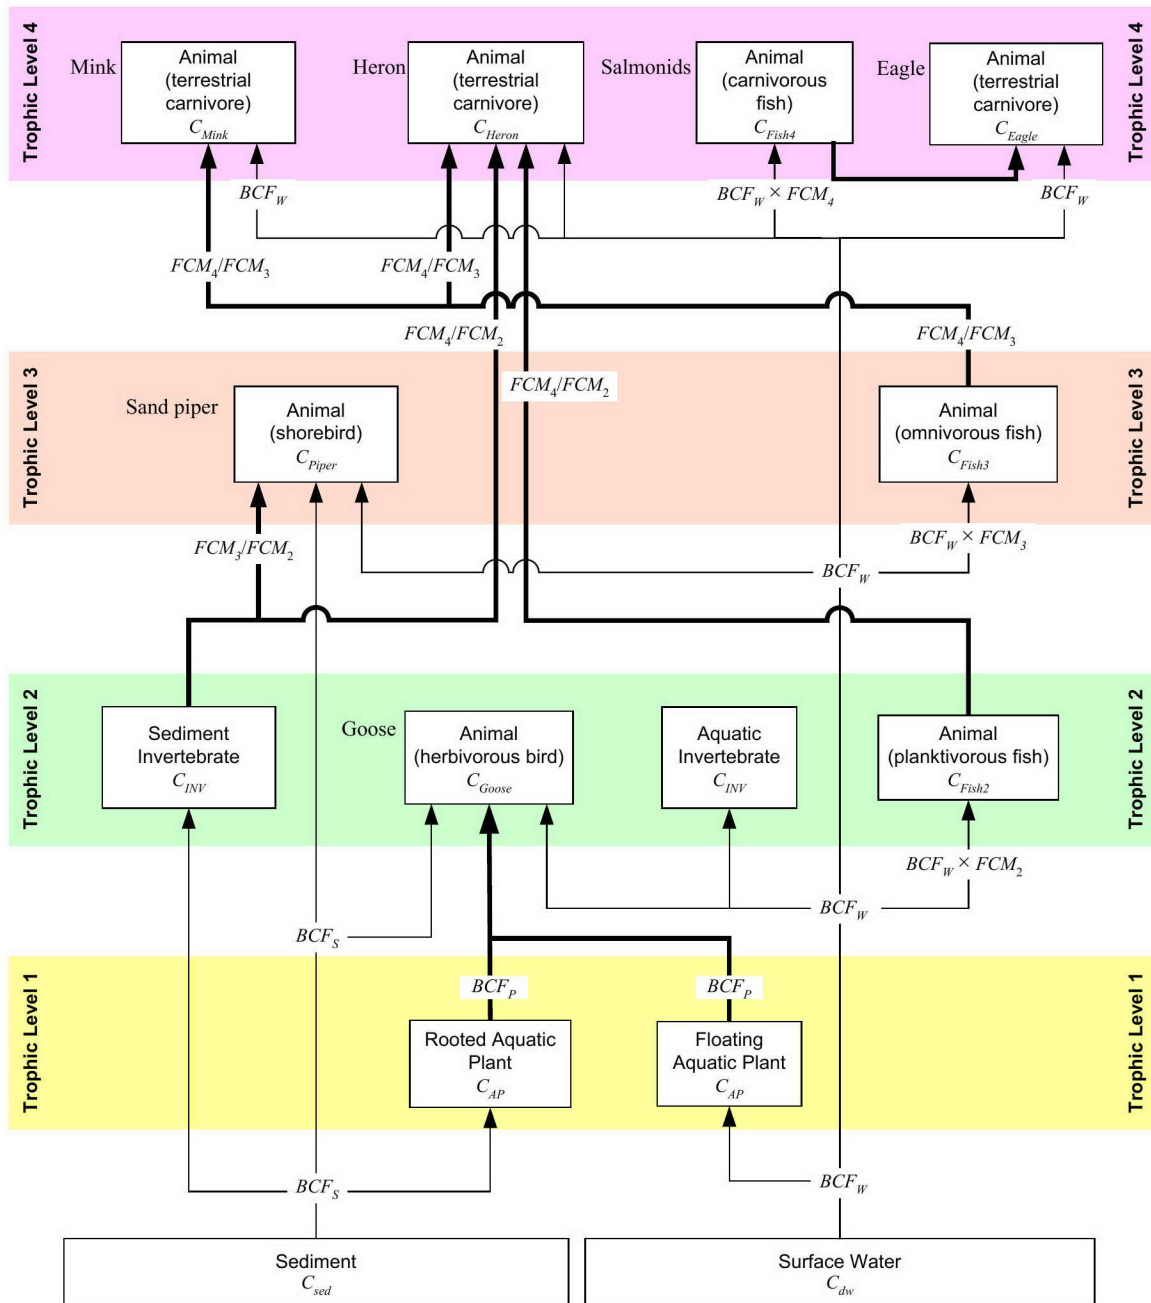 Trophic Level 4
Trophic Level 4
Mink
Animal
(terrestrial
carnivore)
C_Mink
Heron
Animal
(terrestrial
carnivore)
C_Heron
Salmonids
Animal
(carnivorous
fish)
C_Fish4
Eagle
Animal
(terrestrial
carnivore)
C_Eagle
BCF_W
BCF_W × FCM_4
BCF_W
FCM_4/FCM_3
FCM_4/FCM_3
FCM_4/FCM_2
FCM_4/FCM_3
Trophic Level 3
Trophic Level 3
FCM_4/FCM_2
Sand piper
Animal
(shorebird)
C_Piper
Animal
(omnivorous fish)
C_Fish3
FCM_3/FCM_2
BCF_W × FCM_3
BCF_W
Trophic Level 2
Trophic Level 2
Sediment
Invertebrate
C_INV
Goose
Animal
(herbivorous bird)
C_Goose
Aquatic
Invertebrate
C_INV
Animal
(planktivorous fish)
C_Fish2
BCF_W × FCM_2
BCF_W
BCF_S
Trophic Level 1
Trophic Level 1
BCF_P
BCF_P
Rooted Aquatic
Plant
C_AP
Floating
Aquatic Plant
C_AP
BCF_S
BCF_W
Sediment
C_sed
Surface Water
C_dw